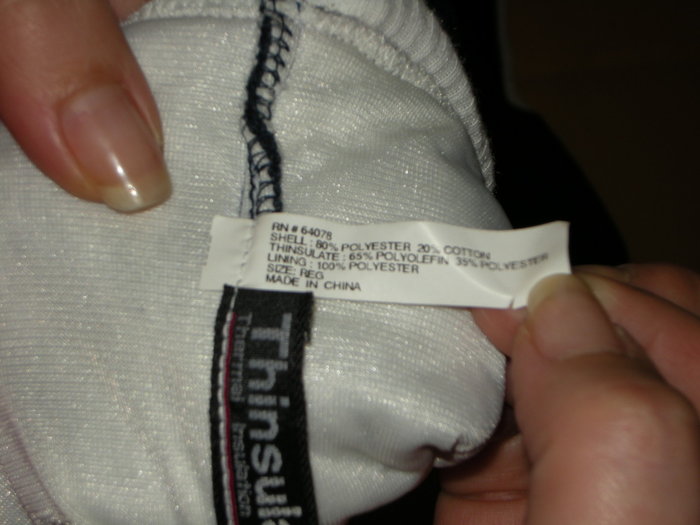 RN # 64078
SHELL : 80% POLYESTER 20% COTTON
THINSULATE : 65% POLYOLEFIN 35% POLYESTER
LINING : 100% POLYESTER
SIZE: REG
MADE IN CHINA
Thinsula
Thermal Insulation